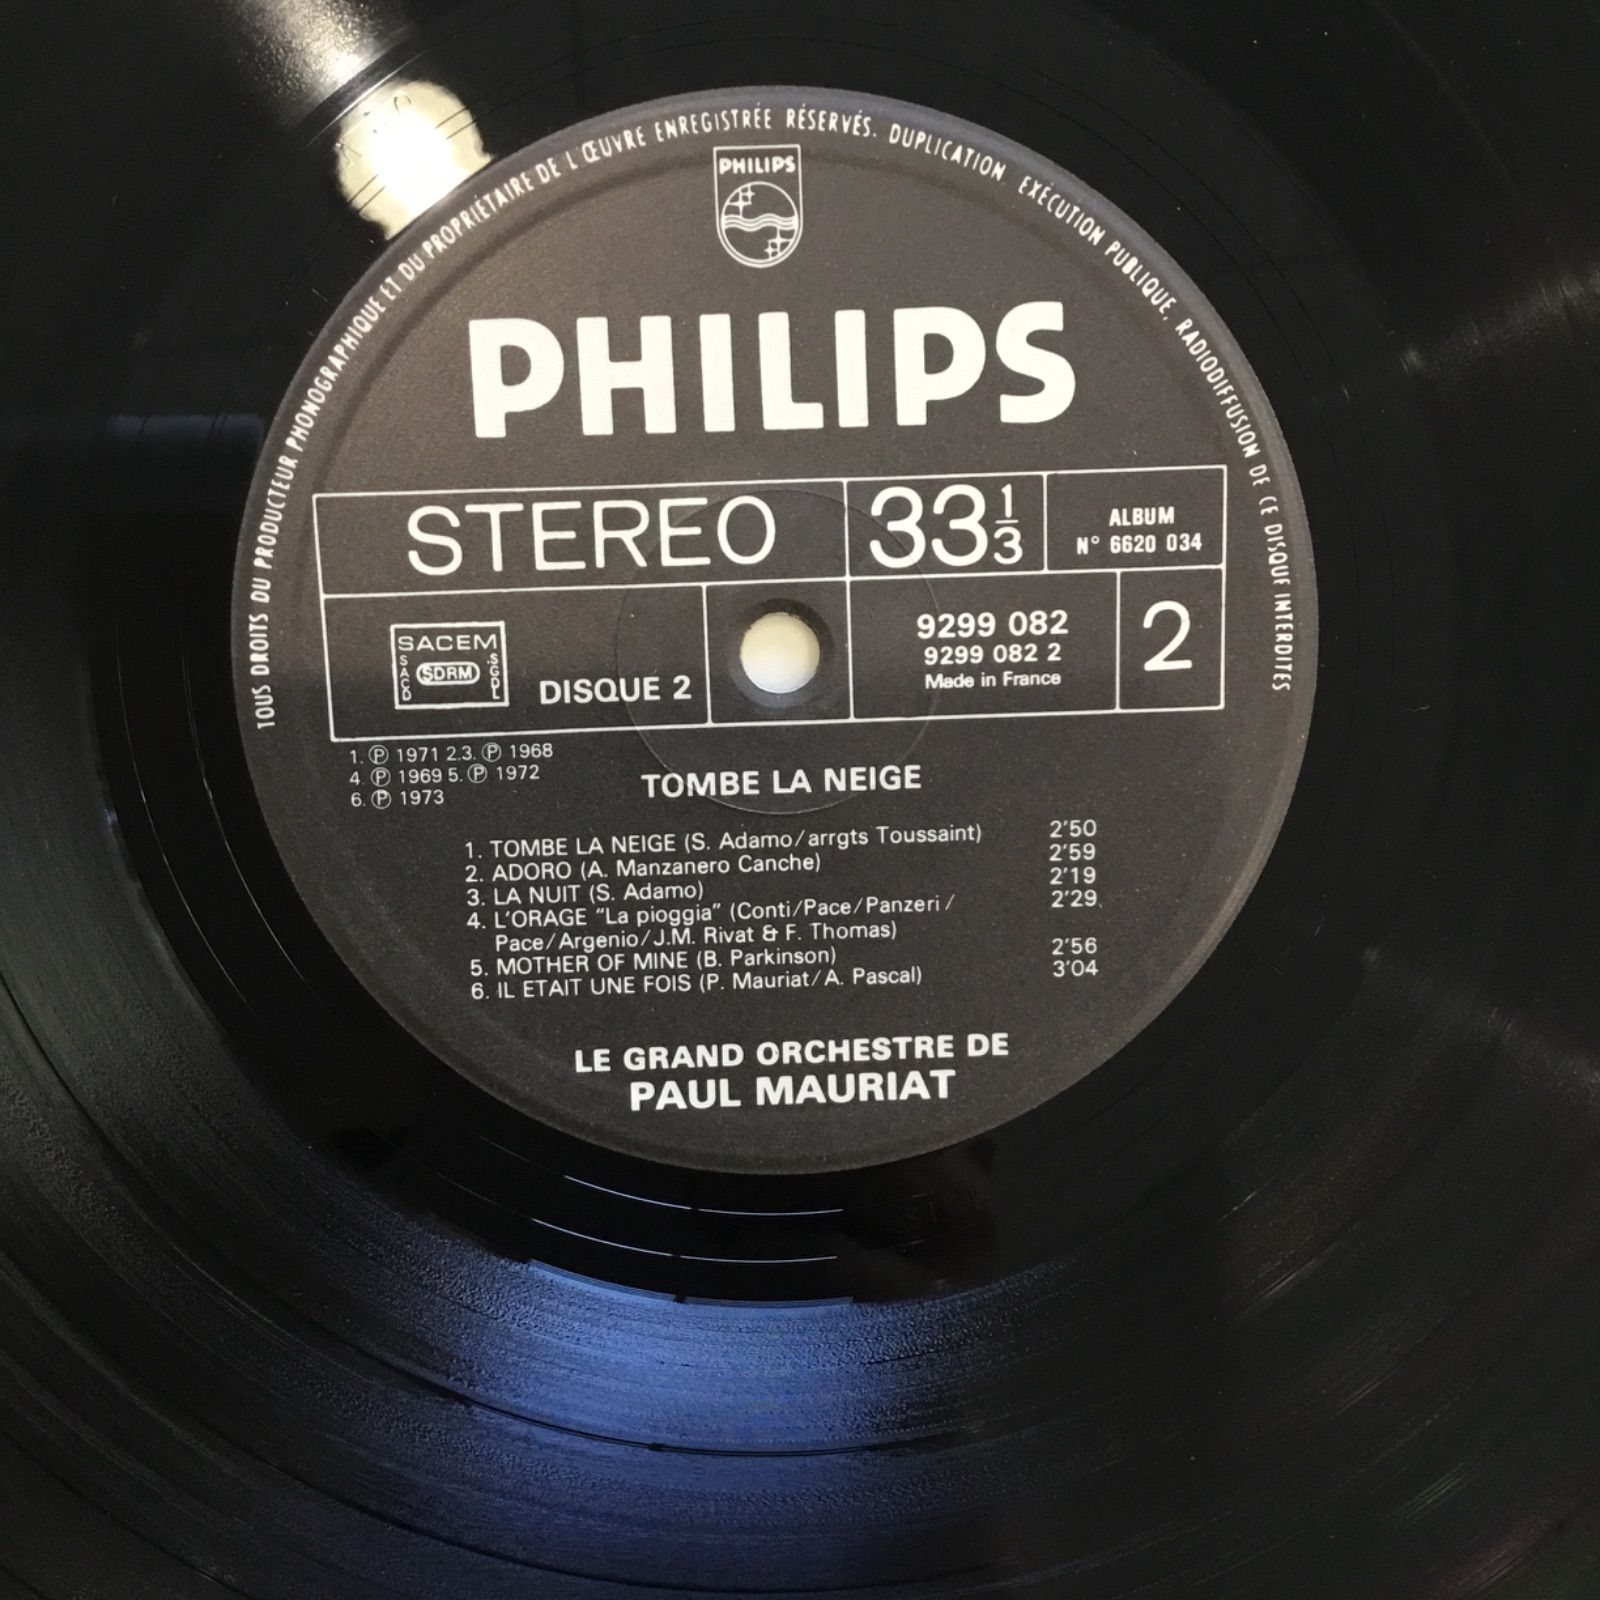 TOUS DROITS DU PRODUCTEUR PHONOGRAPHIQUE ET DU PROPRIÉTAIRE DE L'ŒUVRE ENREGISTRÉE RÉSERVÉS. DUPLICATION. EXÉCUTION PUBLIQUE, RADIODIFFUSION DE CE DISQUE INTERDITES
PHILIPS
PHILIPS
STEREO
33 1/3
ALBUM
N° 6620 034
SACEM
SACD
SDRM
SGDL
DISQUE 2
9299 082
9299 082 2
Made in France
2
1. ℗ 1971 2.3. ℗ 1968
4. ℗ 1969 5. ℗ 1972
6. ℗ 1973
TOMBE LA NEIGE
1. TOMBE LA NEIGE (S. Adamo/arrgts Toussaint) 2'50
2. ADORO (A. Manzanero Canche) 2'59
3. LA NUIT (S. Adamo) 2'19
4. L'ORAGE "La pioggia" (Conti/Pace/Panzeri/ 2'29
Pace/Argenio/J.M. Rivat & F. Thomas)
5. MOTHER OF MINE (B. Parkinson) 2'56
6. IL ETAIT UNE FOIS (P. Mauriat/A. Pascal) 3'04
LE GRAND ORCHESTRE DE
PAUL MAURIAT